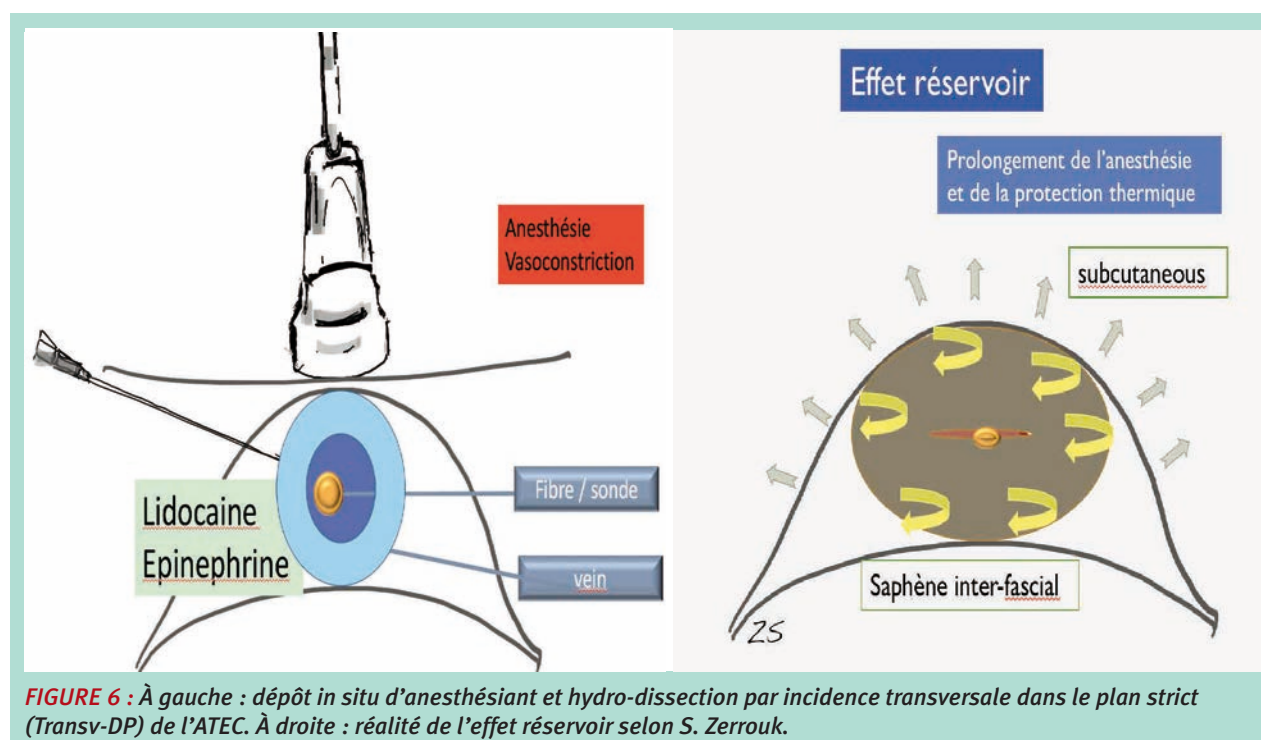 Anesthésie
Vasoconstriction
Lidocaine
Epinephrine
Fibre / sonde
vein
Effet réservoir
Prolongement de l'anesthésie
et de la protection thermique
subcutaneous
Saphène inter-fascial
ZS
FIGURE 6 : À gauche : dépôt in situ d'anesthésiant et hydro-dissection par incidence transversale dans le plan strict
(Transv-DP) de l'ATEC. À droite : réalité de l'effet réservoir selon S. Zerrouk.